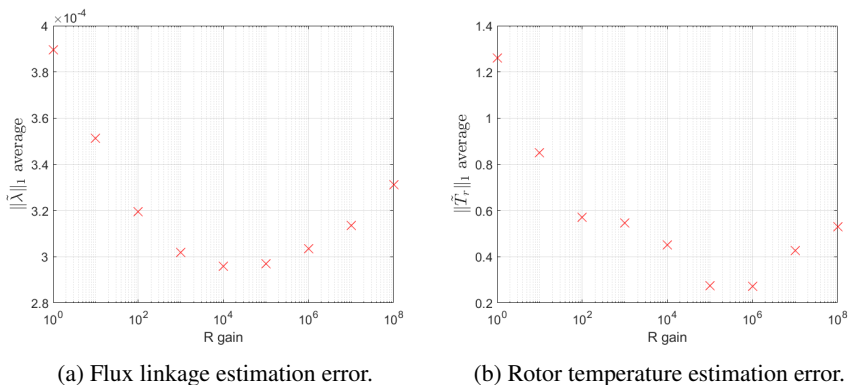 ×10⁻⁴
4
3.8
3.6
3.4
3.2
3
2.8
‖λ̃‖₁ average
10⁰ 10² 10⁴ 10⁶ 10⁸
R gain
(a) Flux linkage estimation error.
1.4
1.2
1
0.8
0.6
0.4
0.2
‖T̃ᵣ‖₁ average
10⁰ 10² 10⁴ 10⁶ 10⁸
R gain
(b) Rotor temperature estimation error.